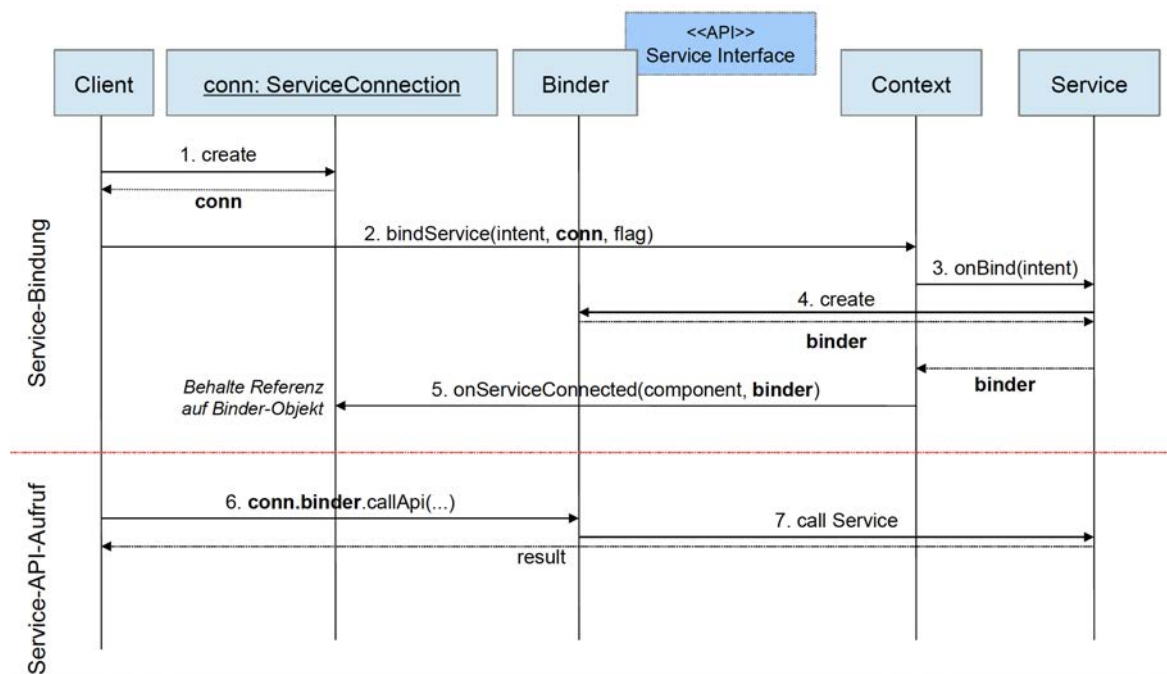 <<API>>
Service Interface
Client
conn: ServiceConnection
Binder
Context
Service
Service-Bindung
1. create
conn
2. bindService(intent, conn, flag)
3. onBind(intent)
4. create
binder
binder
Behalte Referenz
auf Binder-Objekt
5. onServiceConnected(component, binder)
Service-API-Aufruf
6. conn.binder.callApi(...)
7. call Service
result